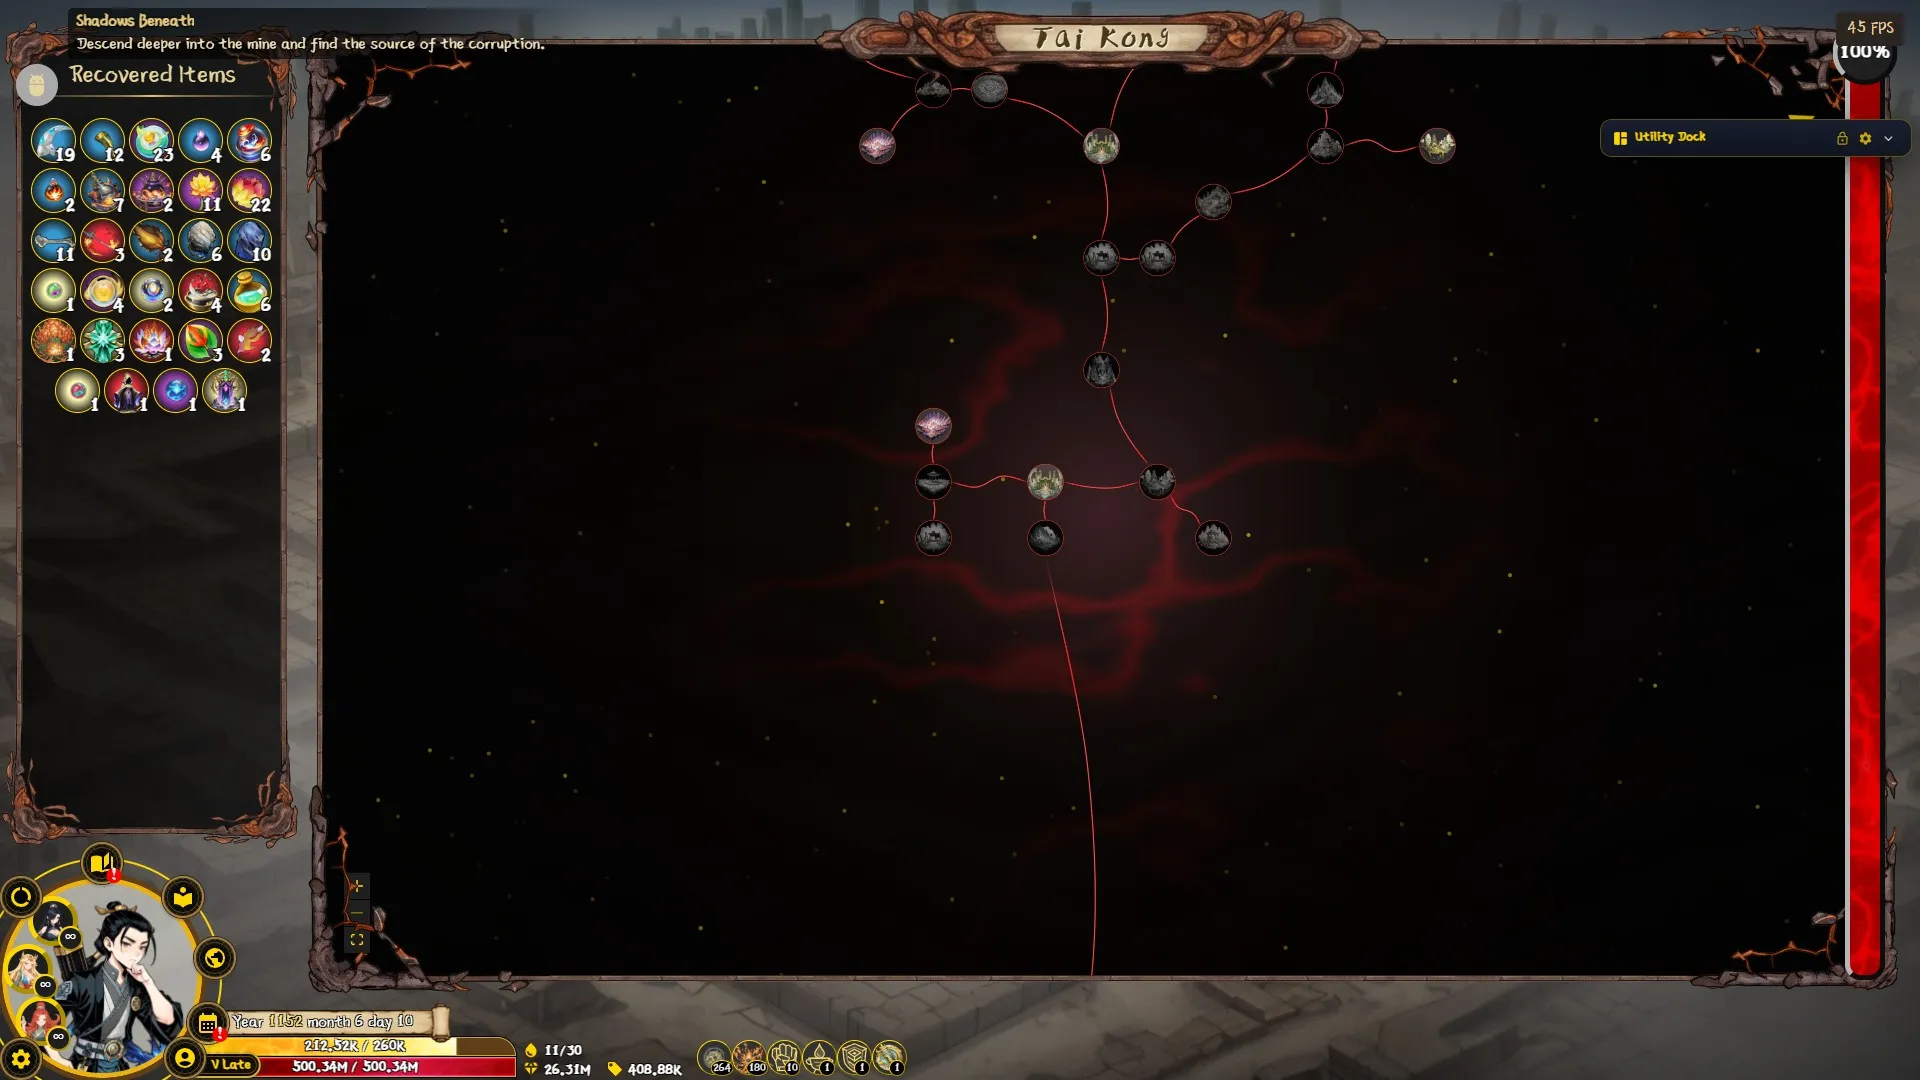 Shadows Beneath
Descend deeper into the mine and find the source of the corruption.
Recovered Items
Tai Kong
45 FPS
100%
Utility Dock
19 12 23 4 6
2 7 2 11 22
11 3 2 6 10
1 4 2 4 6
1 3 1 3 2
1 1 1 1
Year 1152 month 6 day 10
212.52K / 260K
V Late
500.34M / 500.34M
11/30
26.31M
408.88K
264 180 10 1 1 1